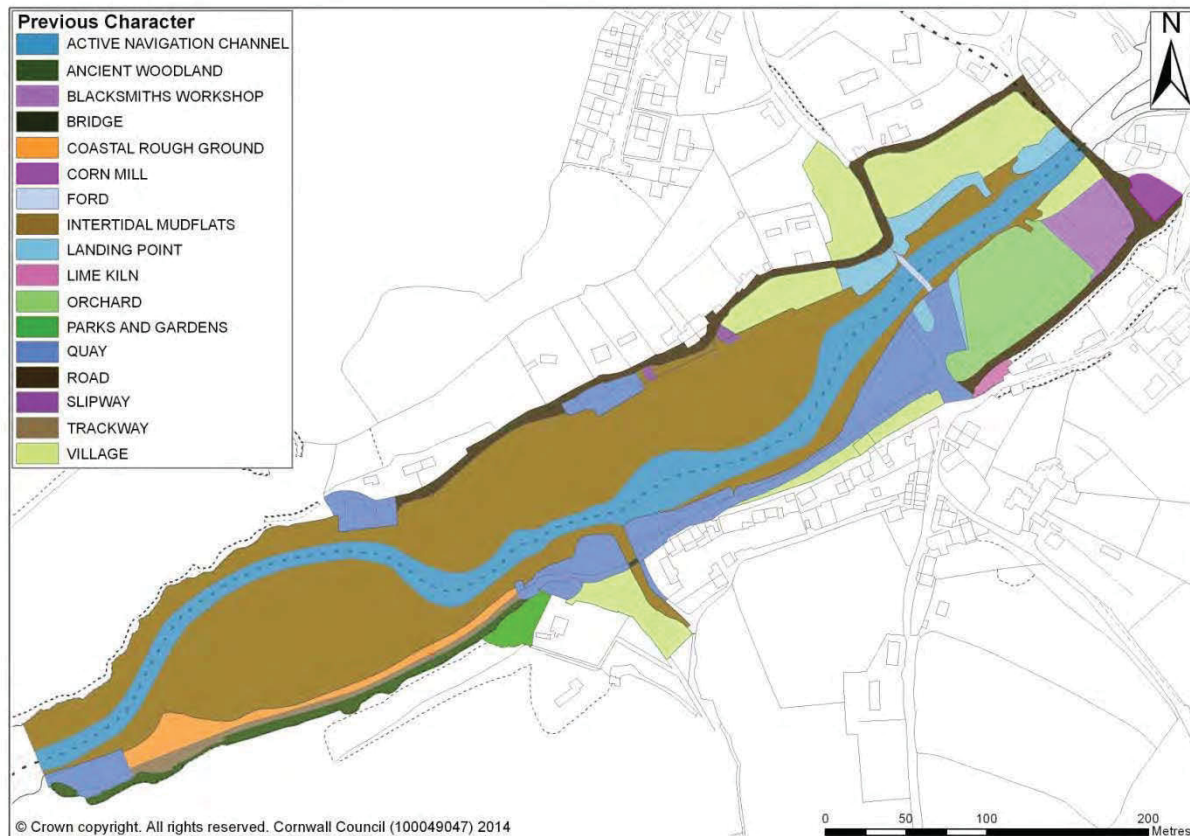 Previous Character
ACTIVE NAVIGATION CHANNEL
ANCIENT WOODLAND
BLACKSMITHS WORKSHOP
BRIDGE
COASTAL ROUGH GROUND
CORN MILL
FORD
INTERTIDAL MUDFLATS
LANDING POINT
LIME KILN
ORCHARD
PARKS AND GARDENS
QUAY
ROAD
SLIPWAY
TRACKWAY
VILLAGE
N
© Crown copyright. All rights reserved. Cornwall Council (100049047) 2014
0 50 100 200
Metres